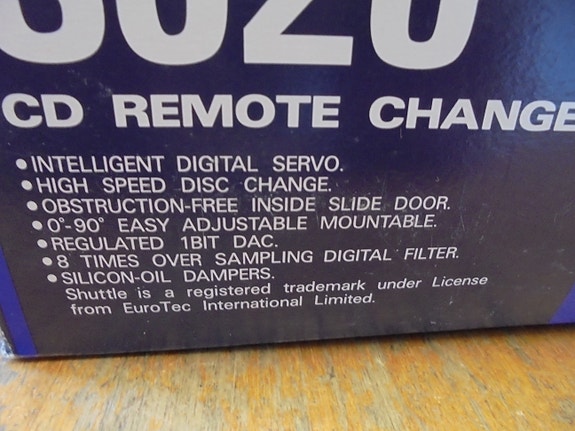 CD REMOTE CHANGE
• INTELLIGENT DIGITAL SERVO.
• HIGH SPEED DISC CHANGE.
• OBSTRUCTION-FREE INSIDE SLIDE DOOR.
• 0°-90° EASY ADJUSTABLE MOUNTABLE.
• REGULATED 1BIT DAC.
• 8 TIMES OVER SAMPLING DIGITAL FILTER.
• SILICON-OIL DAMPERS.
Shuttle is a registered trademark under License
from EuroTec International Limited.